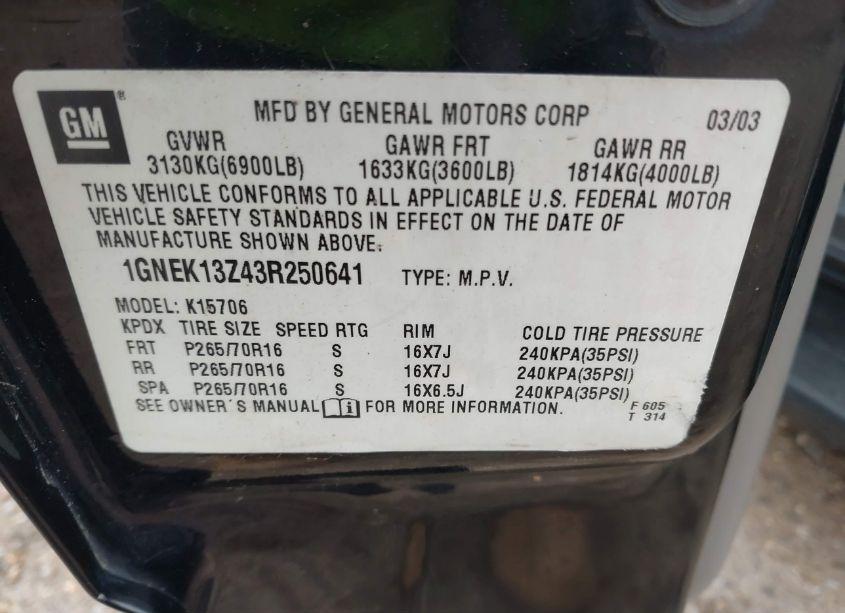 GM®
MFD BY GENERAL MOTORS CORP 03/03
GVWR GAWR FRT GAWR RR
3130KG(6900LB) 1633KG(3600LB) 1814KG(4000LB)
THIS VEHICLE CONFORMS TO ALL APPLICABLE U.S. FEDERAL MOTOR
VEHICLE SAFETY STANDARDS IN EFFECT ON THE DATE OF
MANUFACTURE SHOWN ABOVE.
1GNEK13Z43R250641 TYPE: M.P.V.
MODEL: K15706
KPDX TIRE SIZE SPEED RTG RIM COLD TIRE PRESSURE
FRT P265/70R16 S 16X7J 240KPA(35PSI)
RR P265/70R16 S 16X7J 240KPA(35PSI)
SPA P265/70R16 S 16X6.5J 240KPA(35PSI)
SEE OWNER'S MANUAL i FOR MORE INFORMATION. F 605
T 314